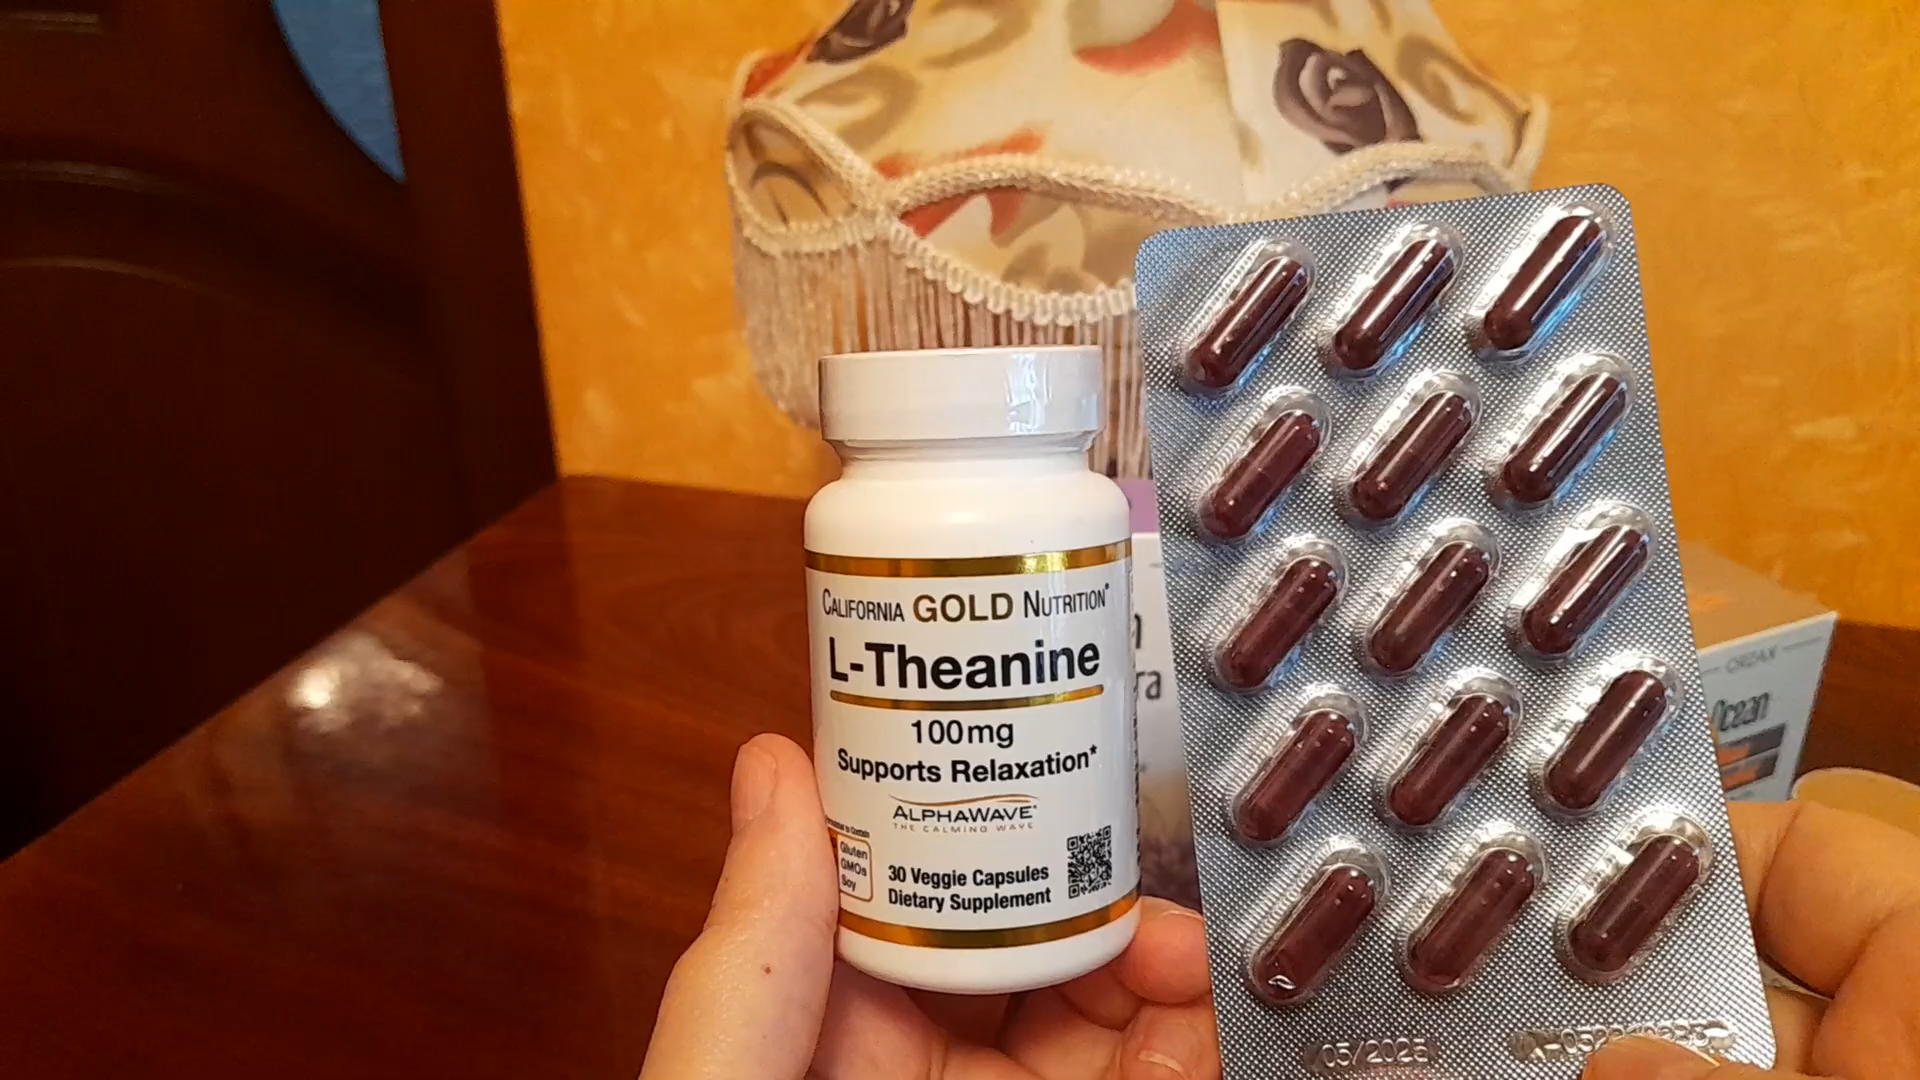 CALIFORNIA GOLD NUTRITION®
L-Theanine
100mg
Supports Relaxation*
ALPHAWAVE®
THE CALMING WAVE
Gluten
GMOs
Soy
30 Veggie Capsules
Dietary Supplement
ORZAX
Ocean
05/2025